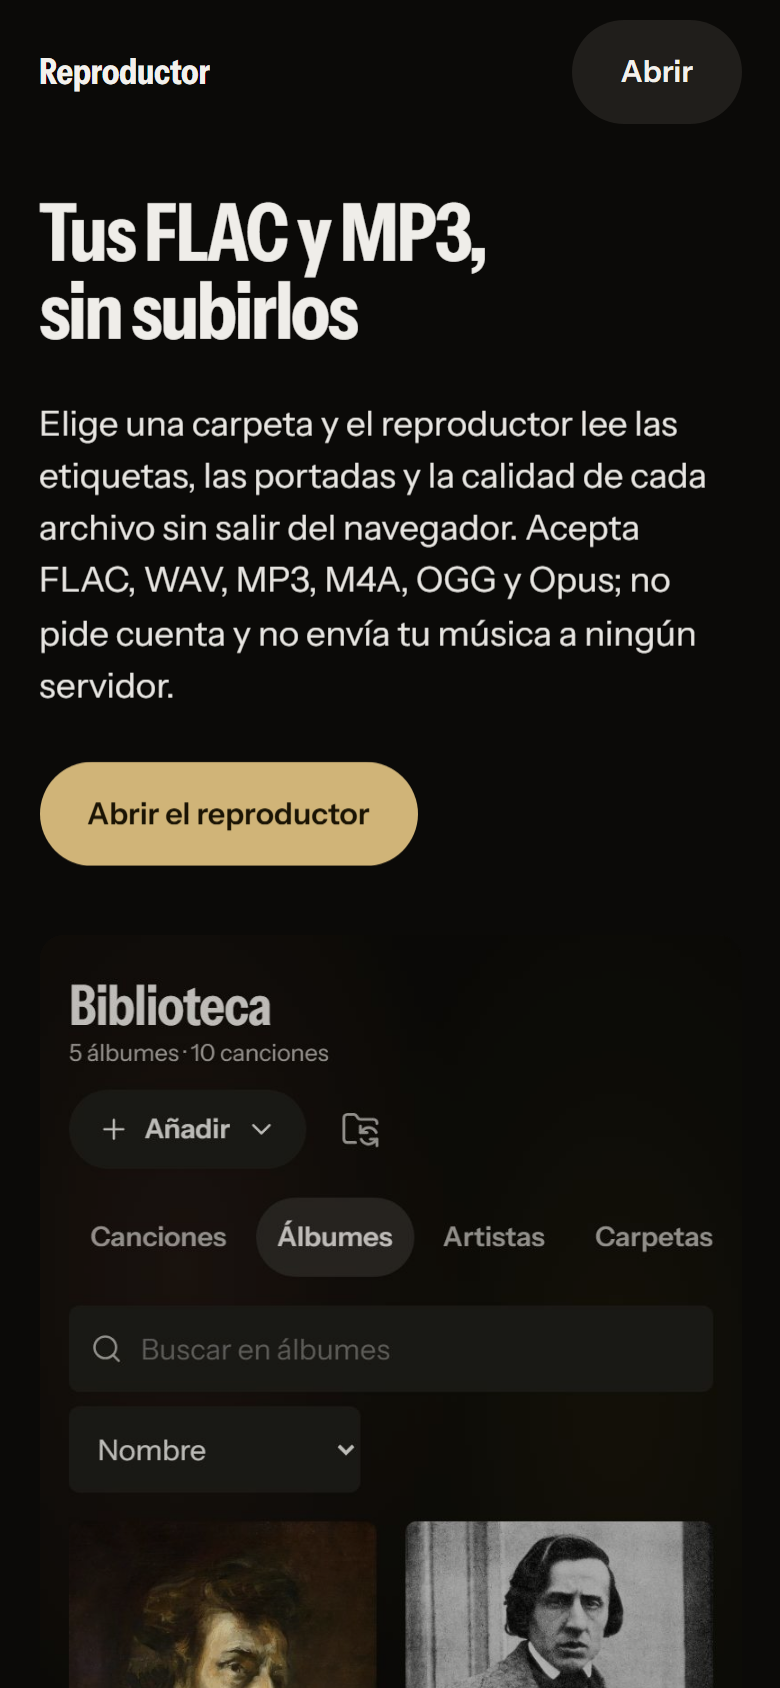 Reproductor
Abrir
Tus FLAC y MP3,
sin subirlos
Elige una carpeta y el reproductor lee las
etiquetas, las portadas y la calidad de cada
archivo sin salir del navegador. Acepta
FLAC, WAV, MP3, M4A, OGG y Opus; no
pide cuenta y no envía tu música a ningún
servidor.
Abrir el reproductor
Biblioteca
5 álbumes · 10 canciones
Añadir
Canciones Álbumes Artistas Carpetas
Buscar en álbumes
Nombre